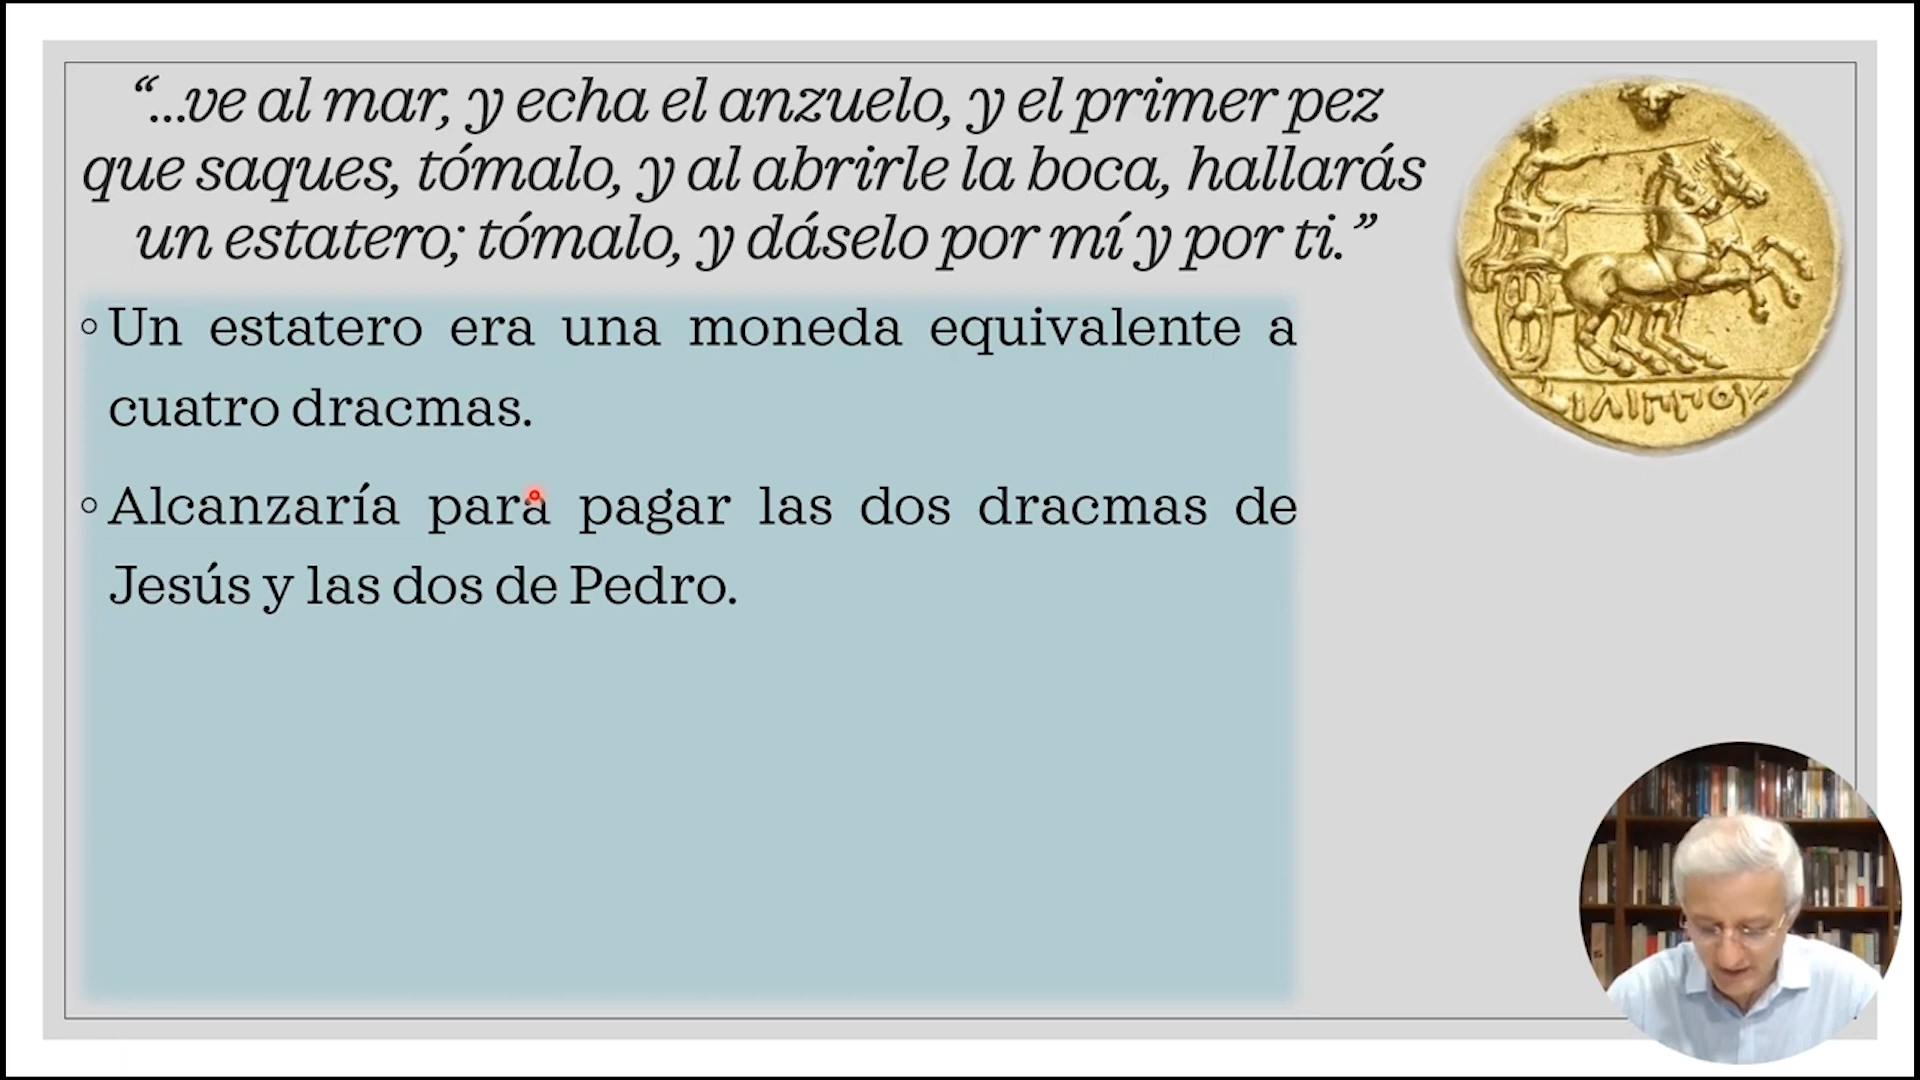 “...ve al mar, y echa el anzuelo, y el primer pez
que saques, tómalo, y al abrirle la boca, hallarás
un estatero; tómalo, y dáselo por mí y por ti.”
◦ Un estatero era una moneda equivalente a
cuatro dracmas.
◦ Alcanzaría para pagar las dos dracmas de
Jesús y las dos de Pedro.
ΙΛΙΠΠΟΥ